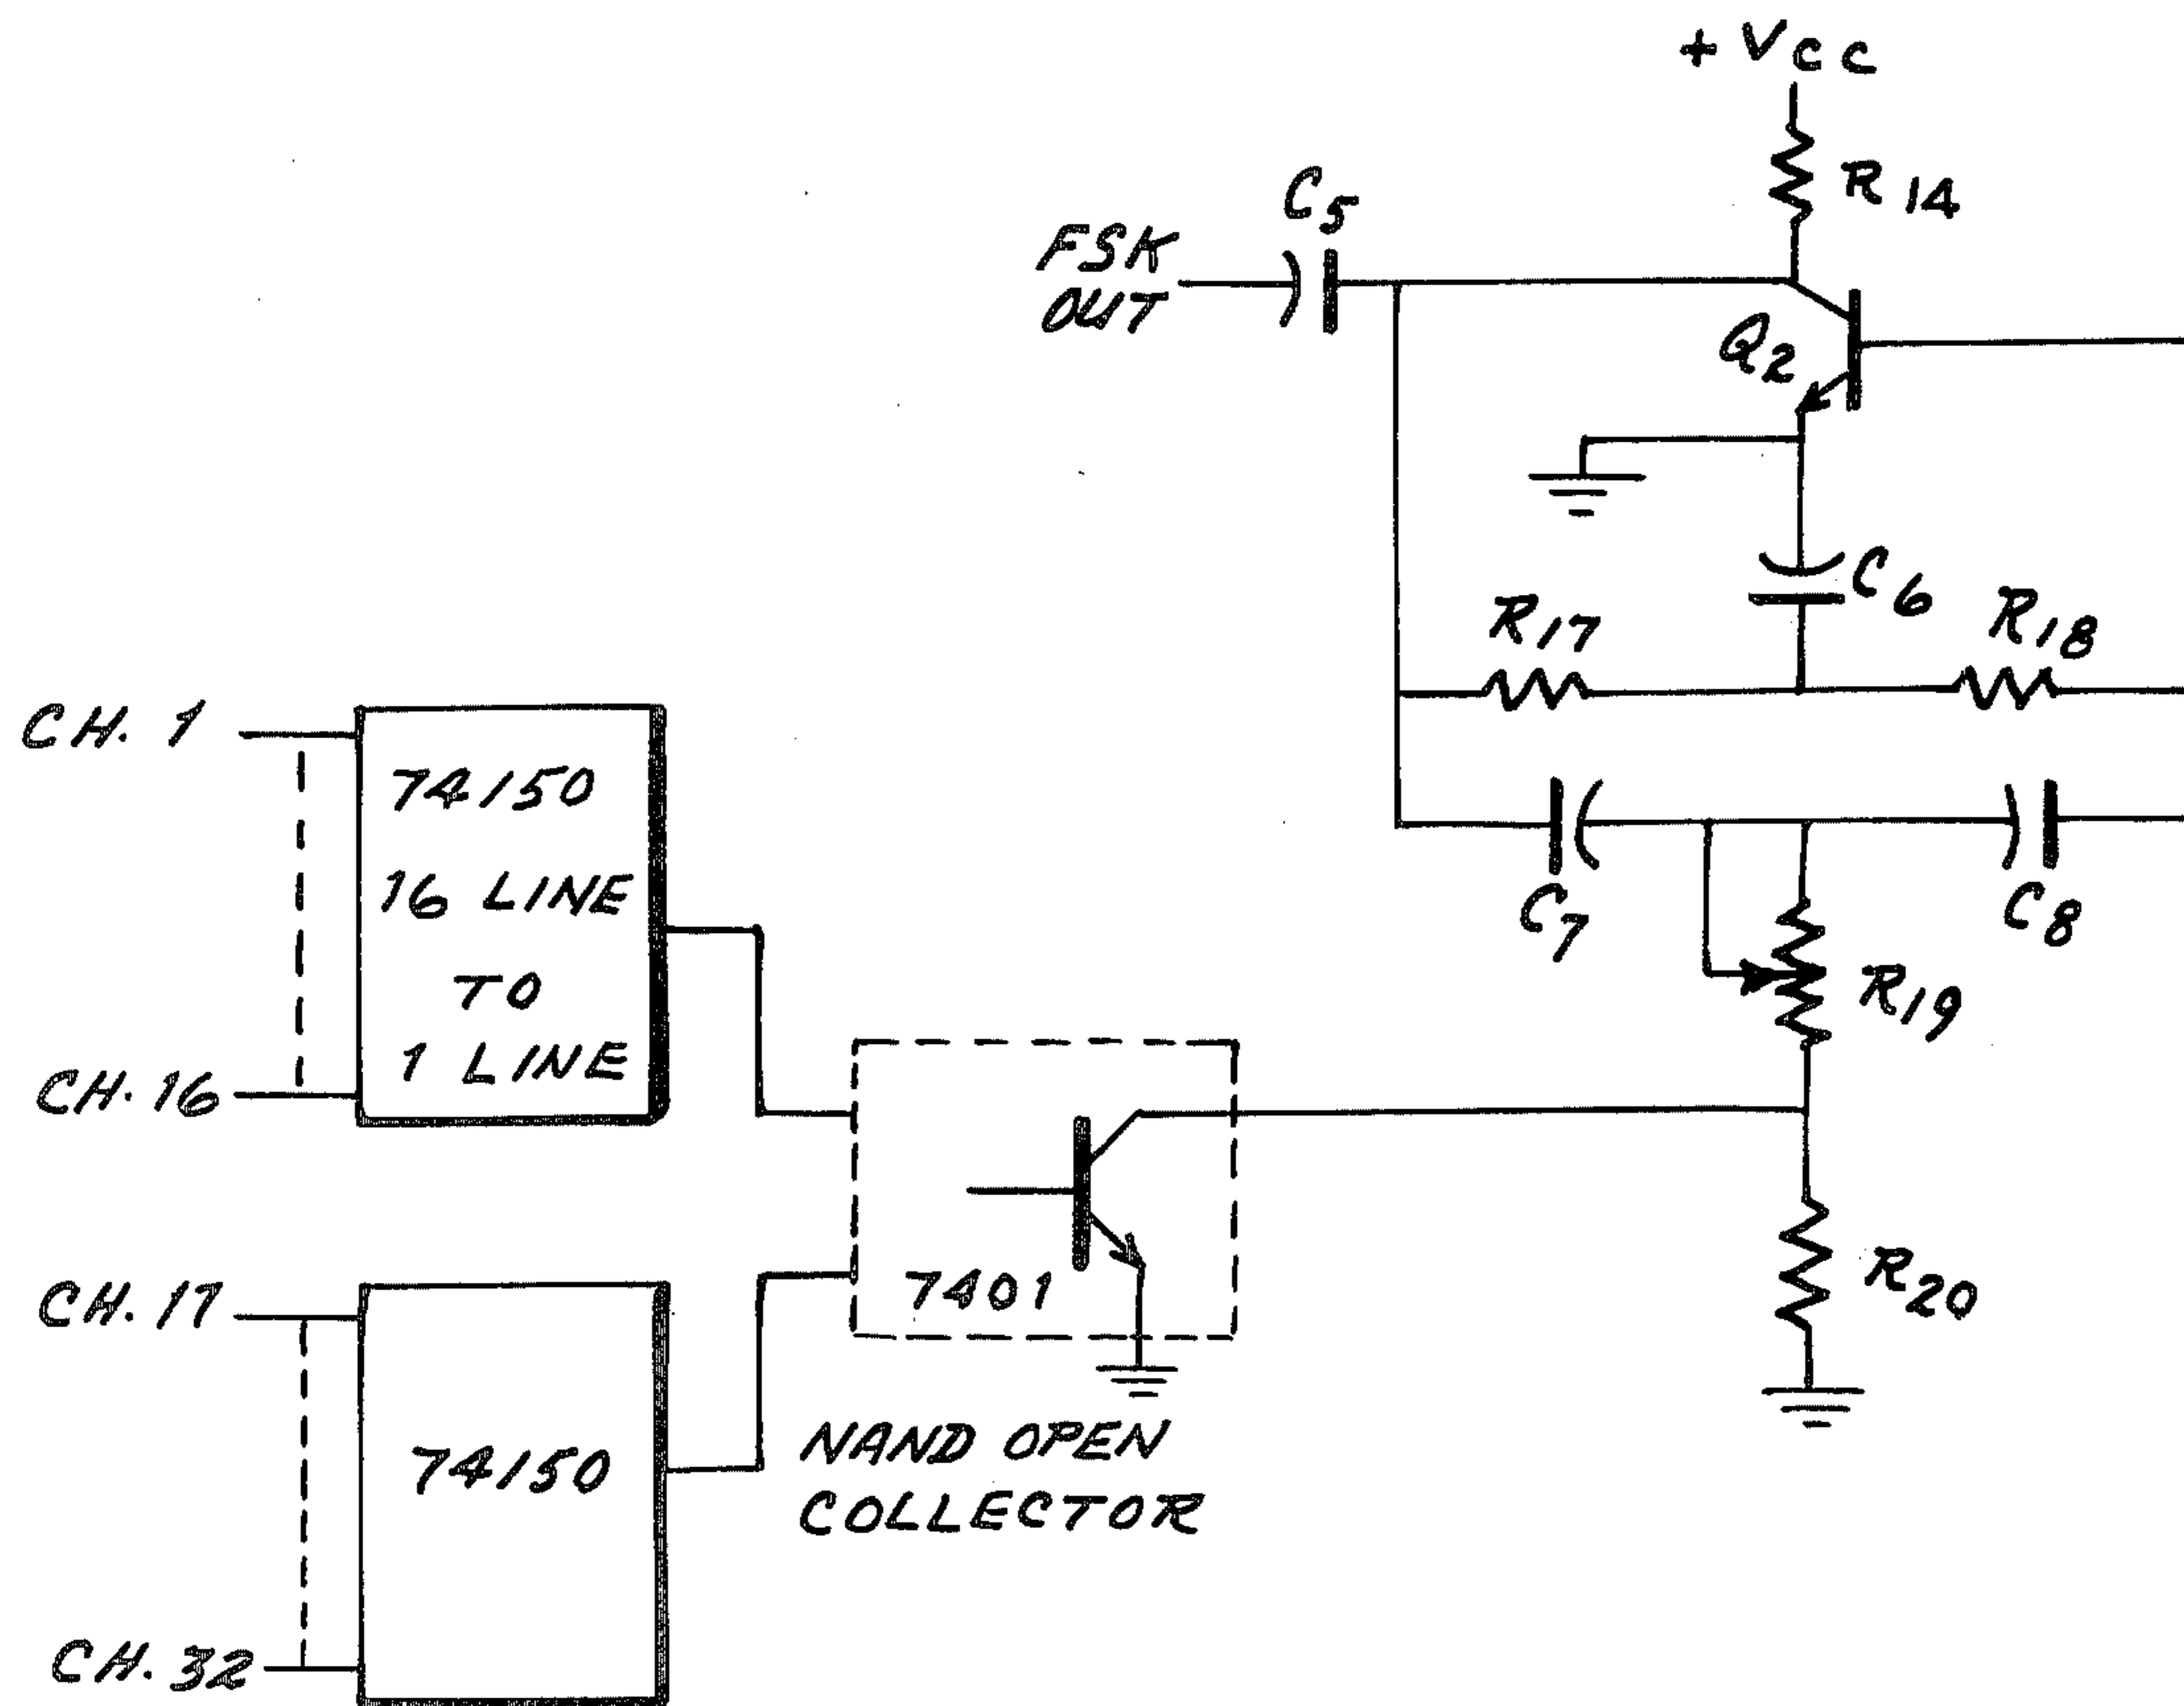 + VCC
R14
C5
FSK
OUT
Q2
C6
R17
R18
CH. 1
74150
16 LINE
TO
1 LINE
CH. 16
C7
C8
R19
CH. 17
7401
R20
74150
NAND OPEN
COLLECTOR
CH. 32